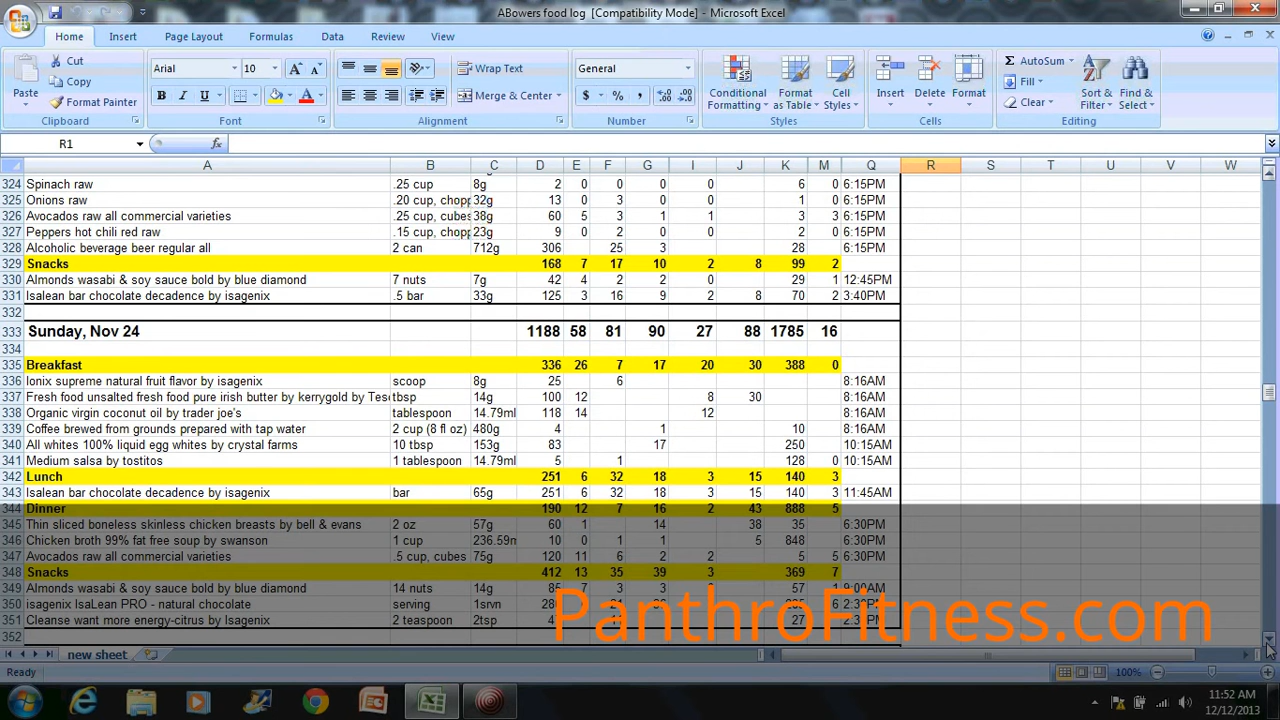 ABowers food log [Compatibility Mode] - Microsoft Excel
Home Insert Page Layout Formulas Data Review View
Cut
Copy
Format Painter
Paste
Clipboard
Arial 10
B I U
Font
Wrap Text
Merge & Center
Alignment
General
$ % ,
Number
Conditional Formatting
Format as Table
Cell Styles
Styles
Insert Delete Format
Cells
AutoSum
Fill
Clear
Sort & Filter
Find & Select
Editing
R1 fx
A B C D E F G I J K M Q R S T U V W
324 Spinach raw .25 cup 8g 2 0 0 0 0 6 0 6:15PM
325 Onions raw .20 cup, chopp 32g 13 0 3 0 0 1 0 6:15PM
326 Avocados raw all commercial varieties .25 cup, cubes 38g 60 5 3 1 1 3 3 6:15PM
327 Peppers hot chili red raw .15 cup, chopp 23g 9 0 2 0 0 2 0 6:15PM
328 Alcoholic beverage beer regular all 2 can 712g 306 25 3 28 6:15PM
329 Snacks 168 7 17 10 2 8 99 2
330 Almonds wasabi & soy sauce bold by blue diamond 7 nuts 7g 42 4 2 2 0 29 1 12:45PM
331 Isalean bar chocolate decadence by isagenix .5 bar 33g 125 3 16 9 2 8 70 2 3:40PM
332
333 Sunday, Nov 24 1188 58 81 90 27 88 1785 16
334
335 Breakfast 336 26 7 17 20 30 388 0
336 Ionix supreme natural fruit flavor by isagenix scoop 8g 25 6 8:16AM
337 Fresh food unsalted fresh food pure irish butter by kerrygold by Tes tbsp 14g 100 12 8 30 8:16AM
338 Organic virgin coconut oil by trader joe's tablespoon 14.79ml 118 14 12 8:16AM
339 Coffee brewed from grounds prepared with tap water 2 cup (8 fl oz) 480g 4 1 10 8:16AM
340 All whites 100% liquid egg whites by crystal farms 10 tbsp 153g 83 17 250 10:15AM
341 Medium salsa by tostitos 1 tablespoon 14.79ml 5 1 128 0 10:15AM
342 Lunch 251 6 32 18 3 15 140 3
343 Isalean bar chocolate decadence by isagenix bar 65g 251 6 32 18 3 15 140 3 11:45AM
344 Dinner 190 12 7 16 2 43 888 5
345 Thin sliced boneless skinless chicken breasts by bell & evans 2 oz 57g 60 1 14 38 35 6:30PM
346 Chicken broth 99% fat free soup by swanson 1 cup 236.59m 10 0 1 1 5 848 6:30PM
347 Avocados raw all commercial varieties .5 cup, cubes 75g 120 11 6 2 2 5 5 6:30PM
348 Snacks 412 13 35 39 3 369 7
349 Almonds wasabi & soy sauce bold by blue diamond 14 nuts 14g 85 7 3 3 57 1 9:00AM
350 isagenix IsaLean PRO - natural chocolate serving 1srvn 6
351 Cleanse want more energy-citrus by Isagenix 2 teaspoon 2tsp 27
352
PanthroFitness.com
new sheet
Ready 100%
11:52 AM
12/12/2013